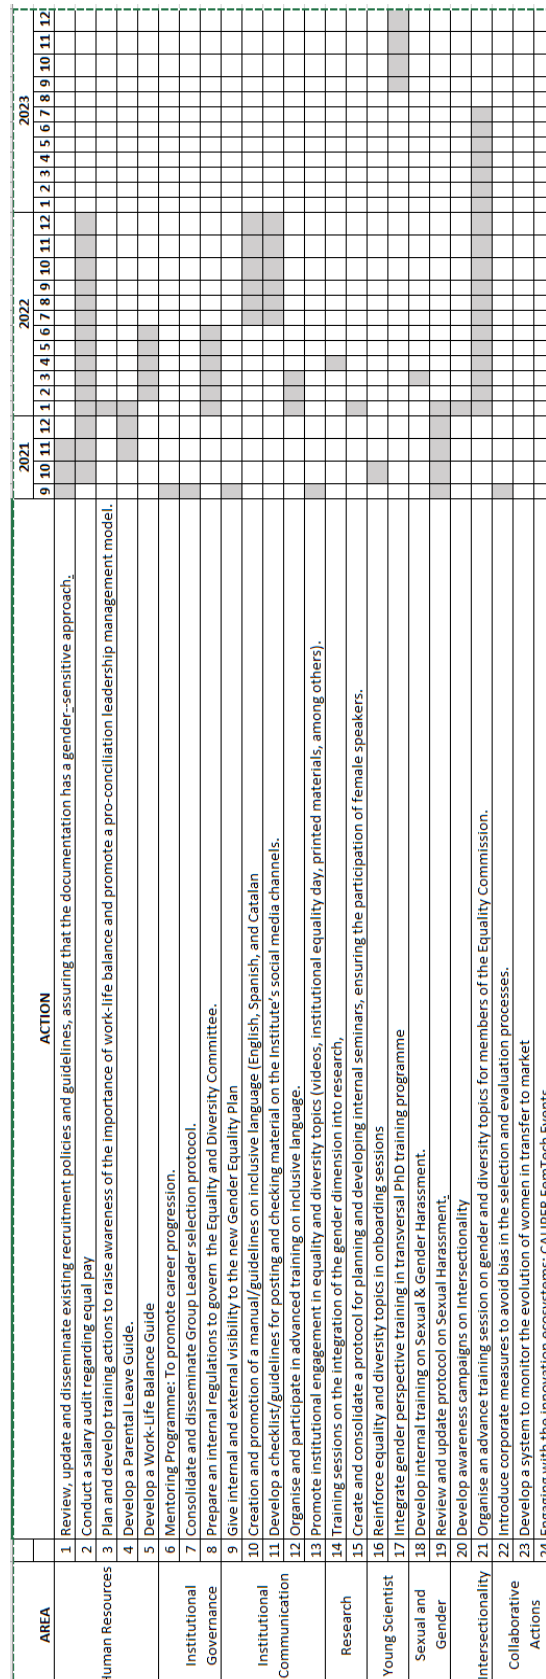 AREA ACTION 2021 2022 2023
9 10 11 12 1 2 3 4 5 6 7 8 9 10 11 12 1 2 3 4 5 6 7 8 9 10 11 12
Human Resources
1 Review, update and disseminate existing recruitment policies and guidelines, assuring that the documentation has a gender--sensitive approach.
2 Conduct a salary audit regarding equal pay
3 Plan and develop training actions to raise awareness of the importance of work-life balance and promote a pro-conciliation leadership management model.
4 Develop a Parental Leave Guide.
5 Develop a Work-Life Balance Guide
Institutional
Governance
6 Mentoring Programme: To promote career progression.
7 Consolidate and disseminate Group Leader selection protocol.
8 Prepare an internal regulations to govern the Equality and Diversity Committee.
Institutional
Communication
9 Give internal and external visibility to the new Gender Equality Plan
10 Creation and promotion of a manual/guidelines on inclusive language (English, Spanish, and Catalan
11 Develop a checklist/guidelines for posting and checking material on the Institute's social media channels.
12 Organise and participate in advanced training on inclusive language.
13 Promote institutional engagement in equality and diversity topics (videos, institutional equality day, printed materials, among others).
Research
14 Training sessions on the integration of the gender dimension into research,
15 Create and consolidate a protocol for planning and developing internal seminars, ensuring the participation of female speakers.
Young Scientist
16 Reinforce equality and diversity topics in onboarding sessions
17 Integrate gender perspective training in transversal PhD training programme
Sexual and
Gender
18 Develop internal training on Sexual & Gender Harassment.
19 Review and update protocol on Sexual Harassment.
Intersectionality
20 Develop awareness campaigns on Intersectionality
21 Organise an advance training session on gender and diversity topics for members of the Equality Commission.
Collaborative
Actions
22 Introduce corporate measures to avoid bias in the selection and evaluation processes.
23 Develop a system to monitor the evolution of women in transfer to market
24 Engaging with the innovation ecosystems: CALIPER FemTech Events